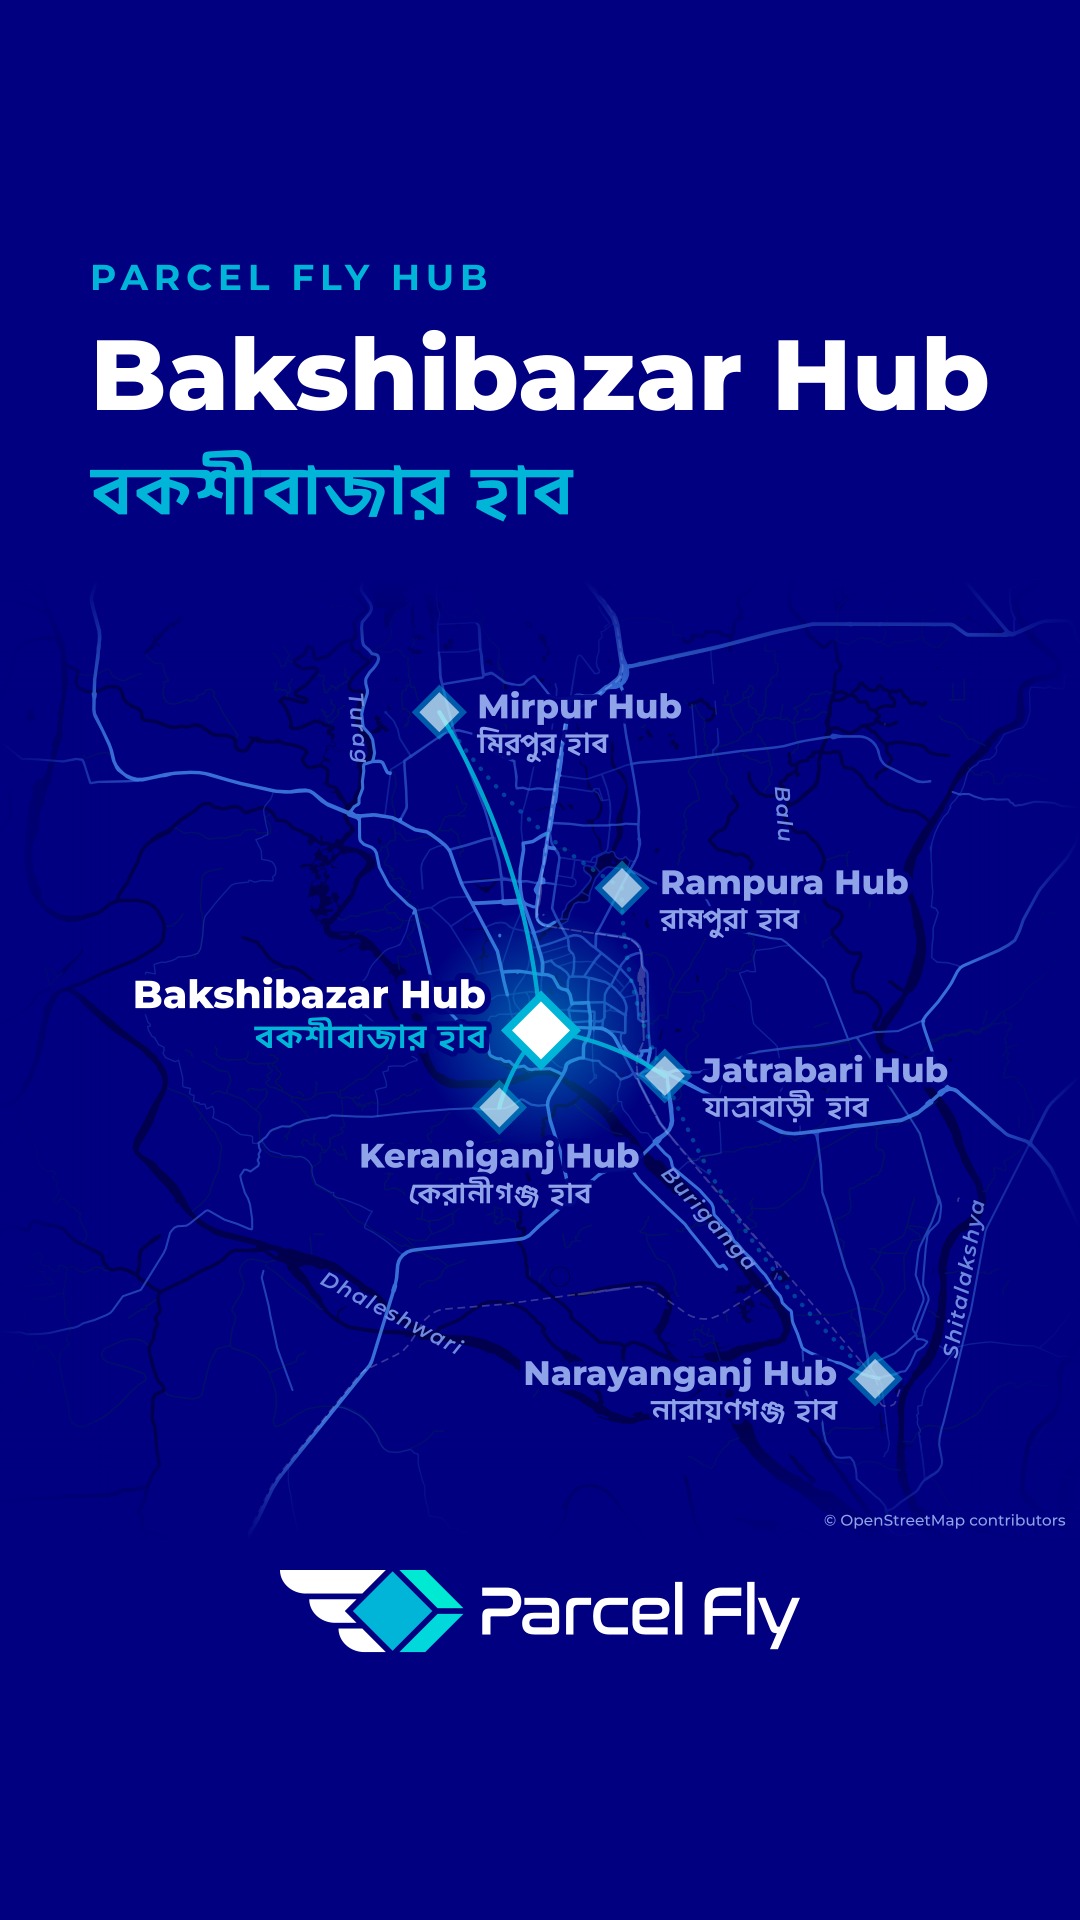 PARCEL FLY HUB
Bakshibazar Hub
বকশীবাজার হাব
Turag
Mirpur Hub
মিরপুর হাব
Balu
Rampura Hub
রামপুরা হাব
Bakshibazar Hub
বকশীবাজার হাব
Jatrabari Hub
যাত্রাবাড়ী হাব
Keraniganj Hub
কেরানীগঞ্জ হাব
Buriganga
Shitalakshya
Dhaleshwari
Narayanganj Hub
নারায়ণগঞ্জ হাব
© OpenStreetMap contributors
Parcel Fly